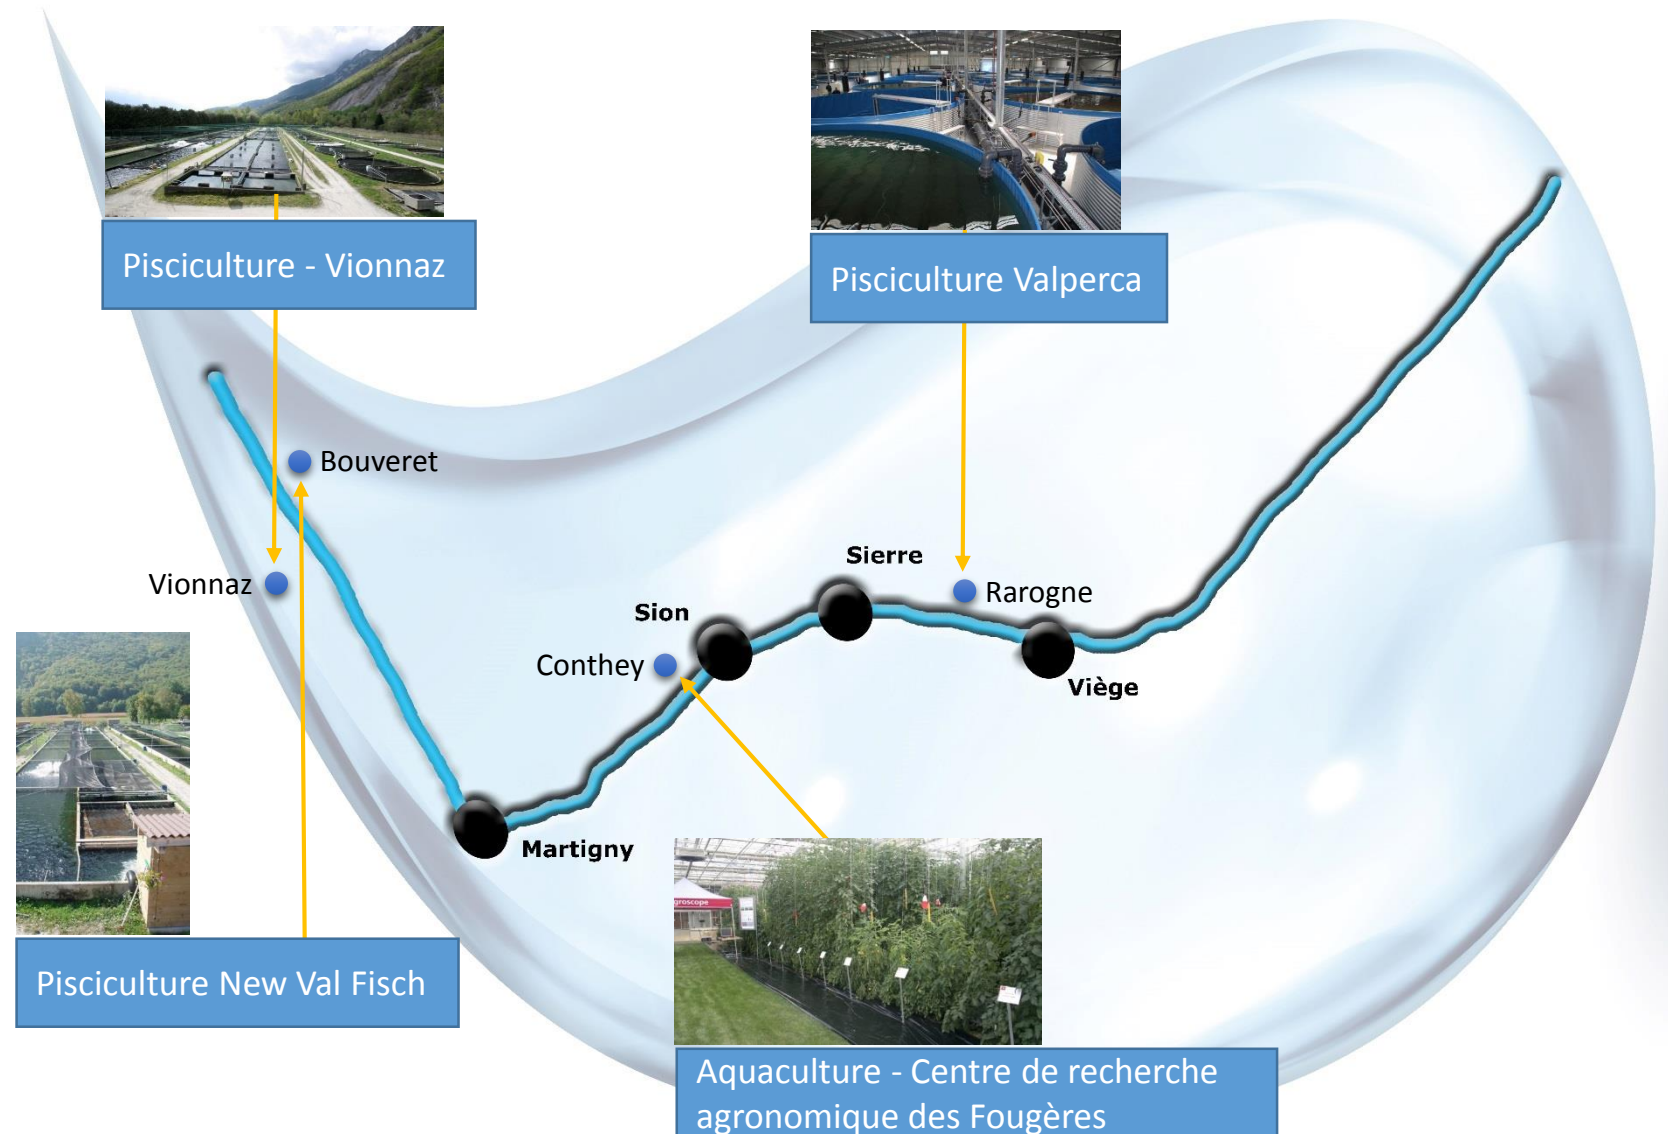 Pisciculture - Vionnaz
Pisciculture Valperca
Bouveret
Vionnaz
Sierre
Rarogne
Sion
Conthey
Viège
Martigny
groscope
Pisciculture New Val Fisch
Aquaculture - Centre de recherche
agronomique des Fougères